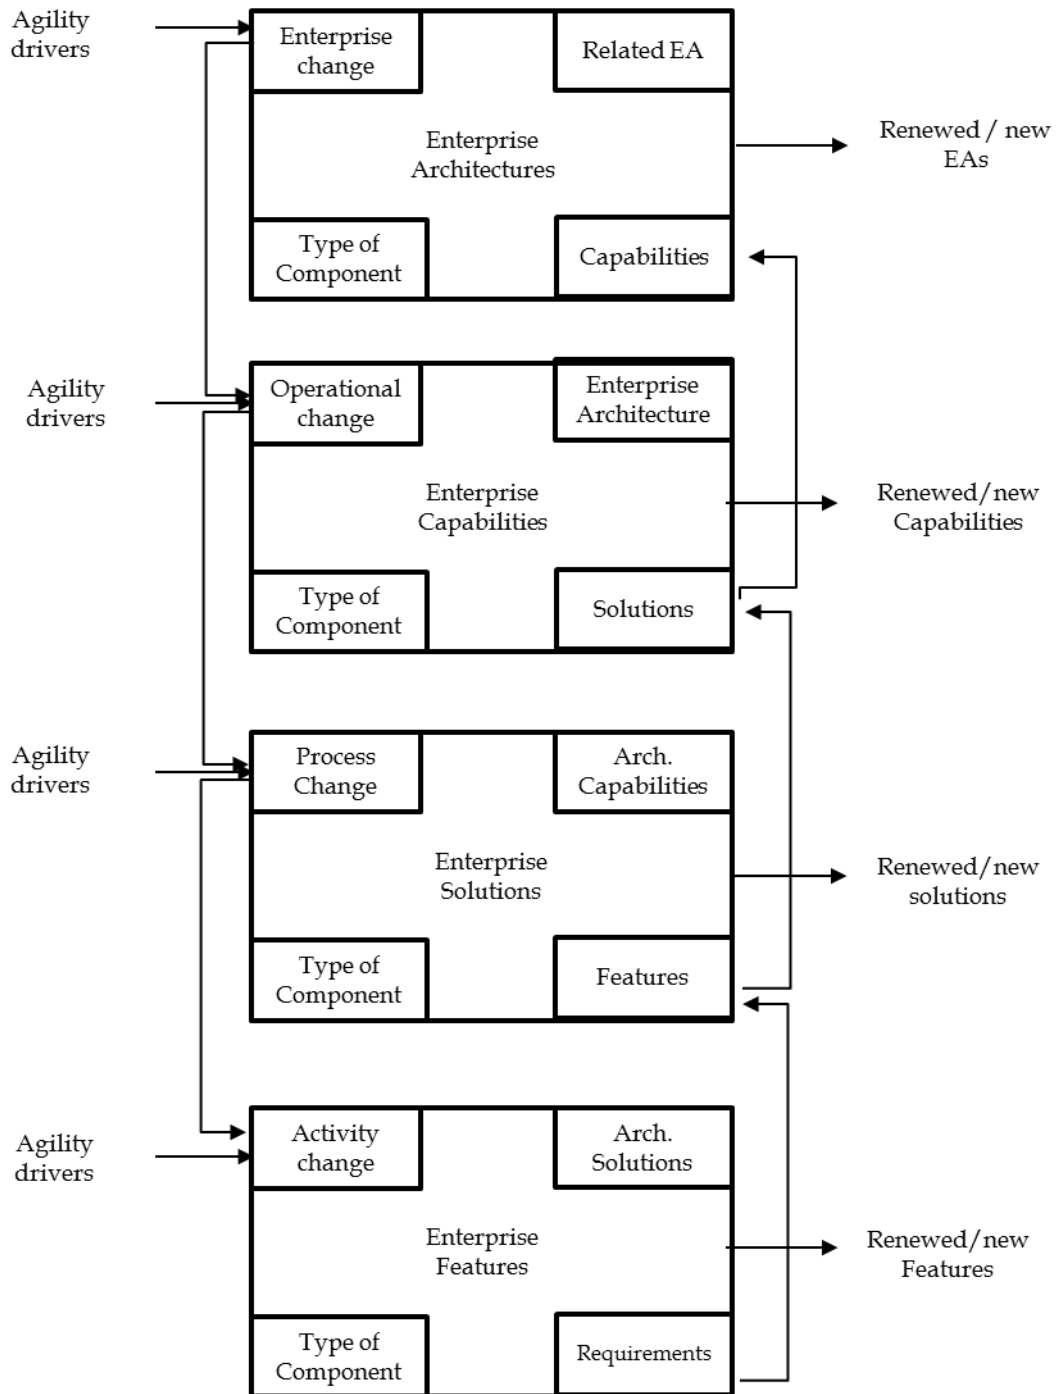 Agility
drivers
Enterprise
change
Related EA
Enterprise
Architectures
Renewed / new
EAs
Type of
Component
Capabilities
Agility
drivers
Operational
change
Enterprise
Architecture
Enterprise
Capabilities
Renewed/new
Capabilities
Type of
Component
Solutions
Agility
drivers
Process
Change
Arch.
Capabilities
Enterprise
Solutions
Renewed/new
solutions
Type of
Component
Features
Agility
drivers
Activity
change
Arch.
Solutions
Enterprise
Features
Renewed/new
Features
Type of
Component
Requirements